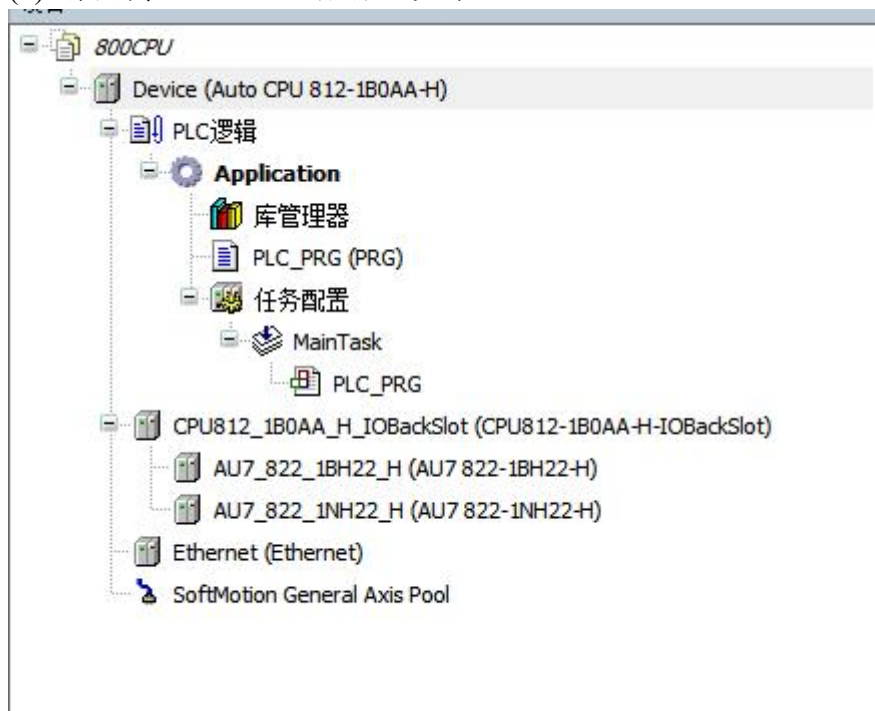 800CPU
Device (Auto CPU 812-1B0AA-H)
PLC逻辑
Application
库管理器
PLC_PRG (PRG)
任务配置
MainTask
PLC_PRG
CPU812_1B0AA_H_IOBackSlot (CPU812-1B0AA-H-IOBackSlot)
AU7_822_1BH22_H (AU7 822-1BH22-H)
AU7_822_1NH22_H (AU7 822-1NH22-H)
Ethernet (Ethernet)
SoftMotion General Axis Pool